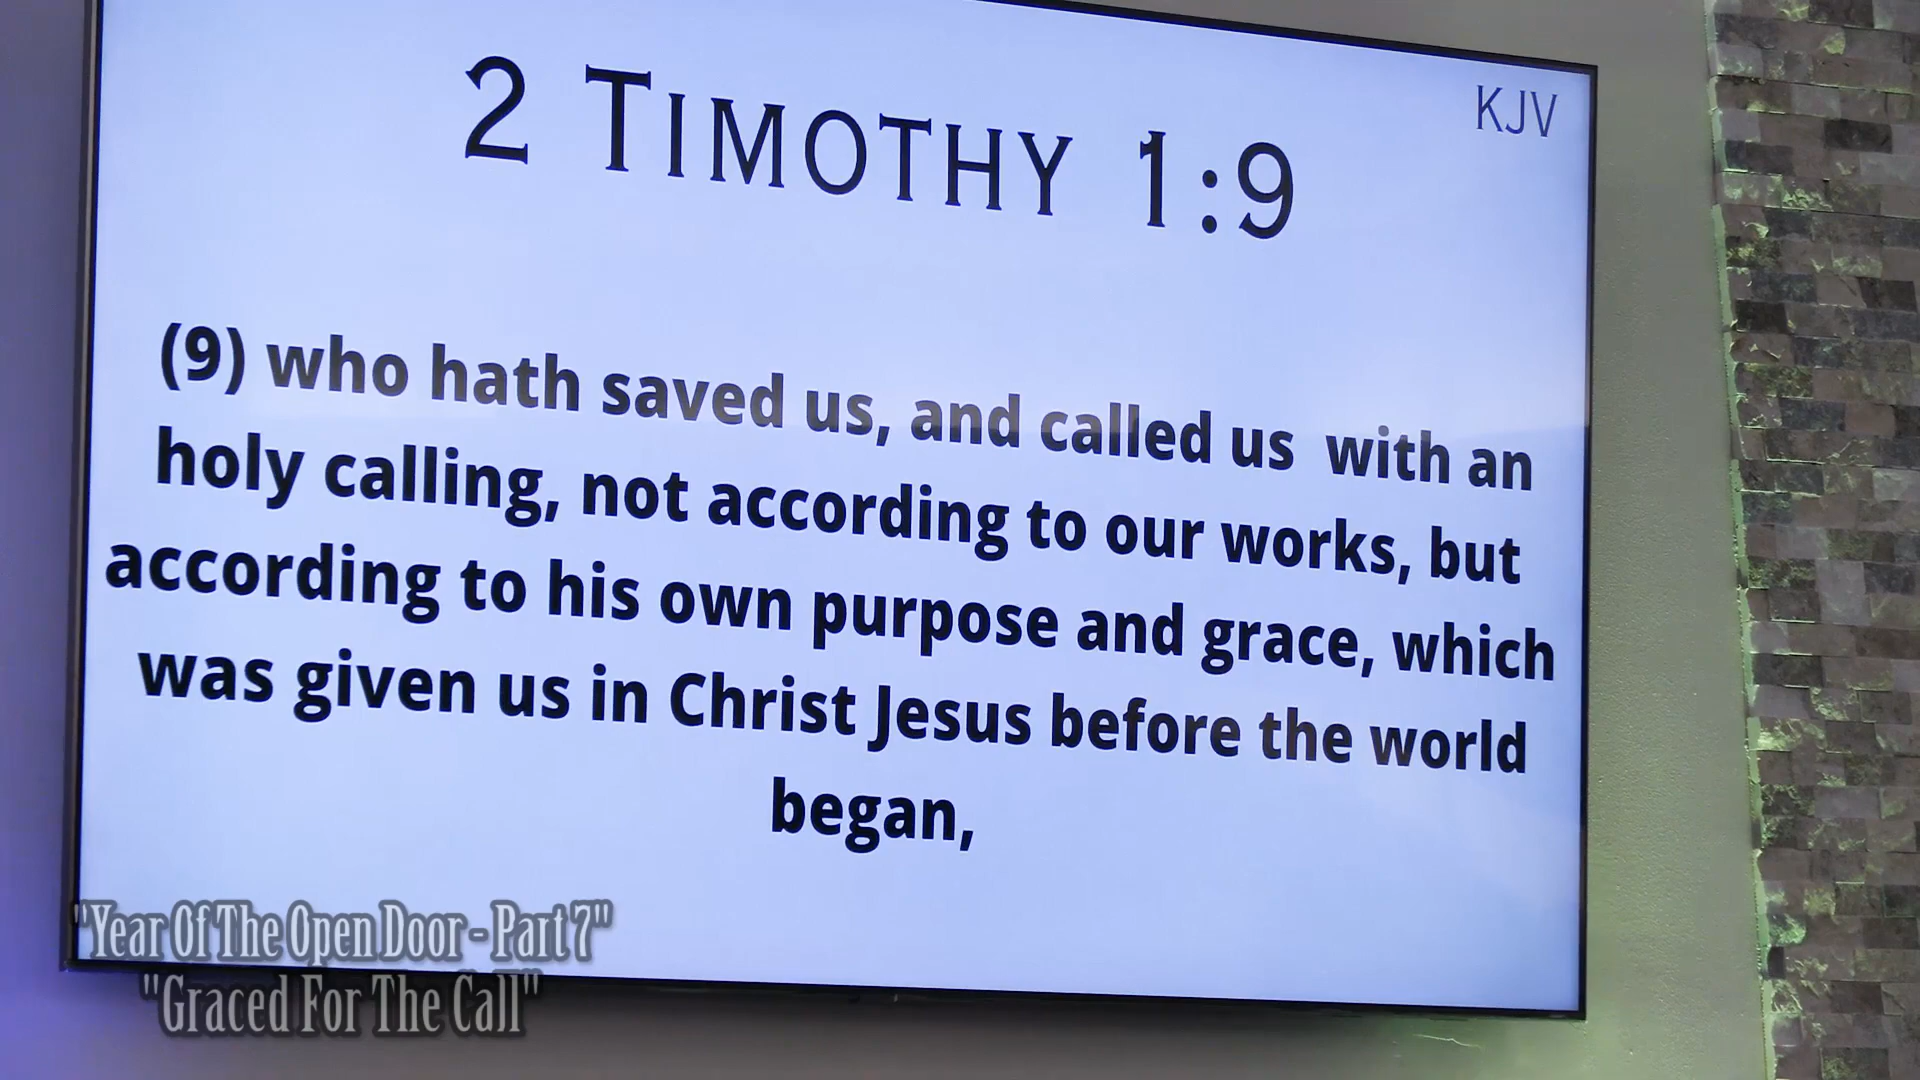 2 TIMOTHY 1:9
KJV
(9) who hath saved us, and called us  with an
holy calling, not according to our works, but
according to his own purpose and grace, which
was given us in Christ Jesus before the world
began,
"Year Of The Open Door - Part 7"
"Graced For The Call"